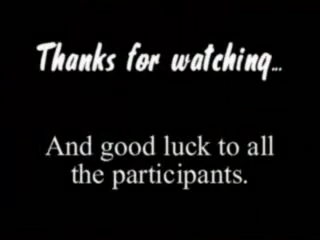 Thanks for watching...
And good luck to all
the participants.